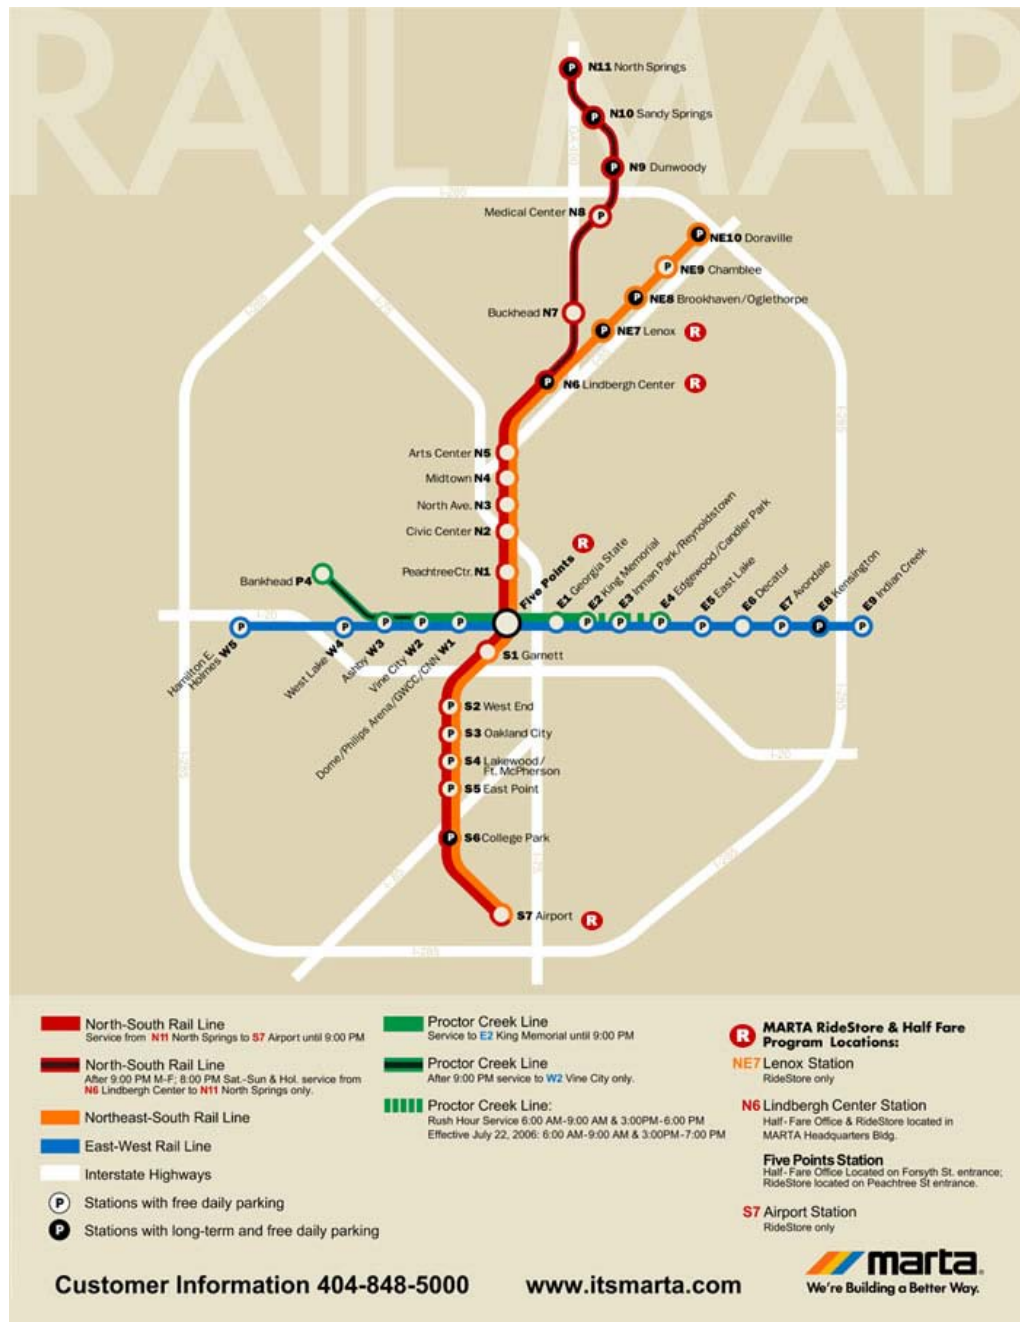 RAIL MAP
N11 North Springs
N10 Sandy Springs
GA 400
N9 Dunwoody
I-285
Medical Center N8
NE10 Doraville
NE9 Chamblee
I-285
I-75
Buckhead N7
NE8 Brookhaven/Oglethorpe
NE7 Lenox R
I-85
N6 Lindbergh Center R
I-285
Arts Center N5
Midtown N4
North Ave. N3
Civic Center N2
PeachtreeCtr. N1
Bankhead P4
R
Five Points
E1 Georgia State
E2 King Memorial
E3 Inman Park/Reynoldstown
E4 Edgewood/Candler Park
E5 East Lake
E6 Decatur
E7 Avondale
E8 Kensington
E9 Indian Creek
I-20
Hamilton E.
Holmes W5
West Lake W4
Ashby W3
Vine City W2
Dome/Philips Arena/GWCC/CNN W1
S1 Garnett
S2 West End
I-285
S3 Oakland City
I-285
I-20
S4 Lakewood/
Ft. McPherson
S5 East Point
S6 College Park
I-85
I-75
I-285
S7 Airport R
I-285
North-South Rail Line
Service from N11 North Springs to S7 Airport until 9:00 PM
North-South Rail Line
After 9:00 PM M-F; 8:00 PM Sat.-Sun & Hol. service from
N6 Lindbergh Center to N11 North Springs only.
Northeast-South Rail Line
East-West Rail Line
Interstate Highways
P Stations with free daily parking
P Stations with long-term and free daily parking
Proctor Creek Line
Service to E2 King Memorial until 9:00 PM
Proctor Creek Line
After 9:00 PM service to W2 Vine City only.
Proctor Creek Line:
Rush Hour Service 6:00 AM-9:00 AM & 3:00PM-6:00 PM
Effective July 22, 2006: 6:00 AM-9:00 AM & 3:00PM-7:00 PM
R MARTA RideStore & Half Fare
Program Locations:
NE7 Lenox Station
RideStore only
N6 Lindbergh Center Station
Half-Fare Office & RideStore located in
MARTA Headquarters Bldg.
Five Points Station
Half-Fare Office Located on Forsyth St. entrance;
RideStore located on Peachtree St entrance.
S7 Airport Station
RideStore only
Customer Information 404-848-5000
www.itsmarta.com
marta
We're Building a Better Way.